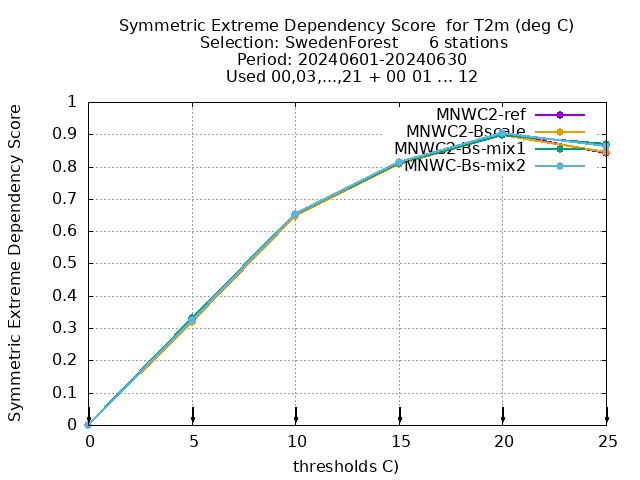 Symmetric Extreme Dependency Score  for T2m (deg C)
Selection: SwedenForest      6 stations
Period: 20240601-20240630
Used 00,03,...,21 + 00 01 ... 12
Symmetric Extreme Dependency Score
1
0.9
0.8
0.7
0.6
0.5
0.4
0.3
0.2
0.1
0
MNWC2-ref
MNWC2-Bscale
MNWC2-Bs-mix1
MNWC-Bs-mix2
0 5 10 15 20 25
thresholds C)